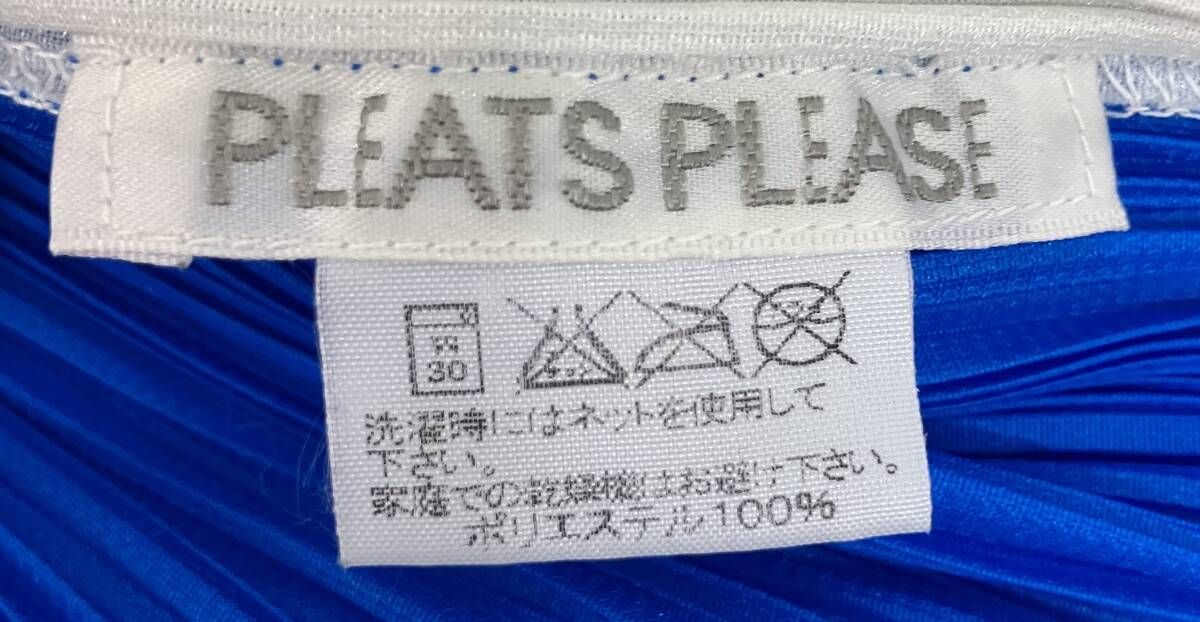 PLEATS PLEASE
30
洗濯時にはネットを使用して
下さい。
家庭での乾燥機はお避け下さい。
ポリエステル100%